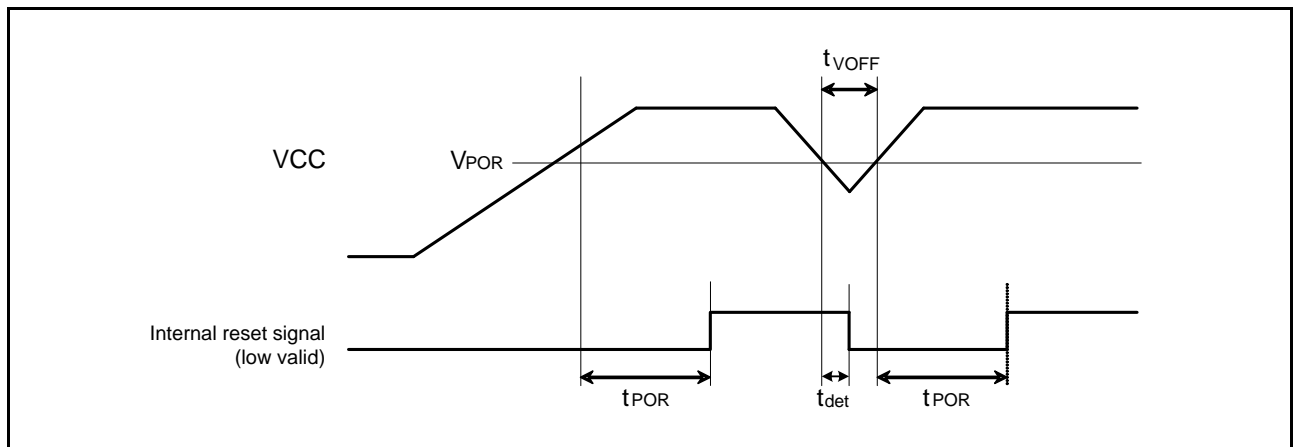 tVOFF
VCC
VPOR
Internal reset signal
(low valid)
tPOR
tdet
tPOR